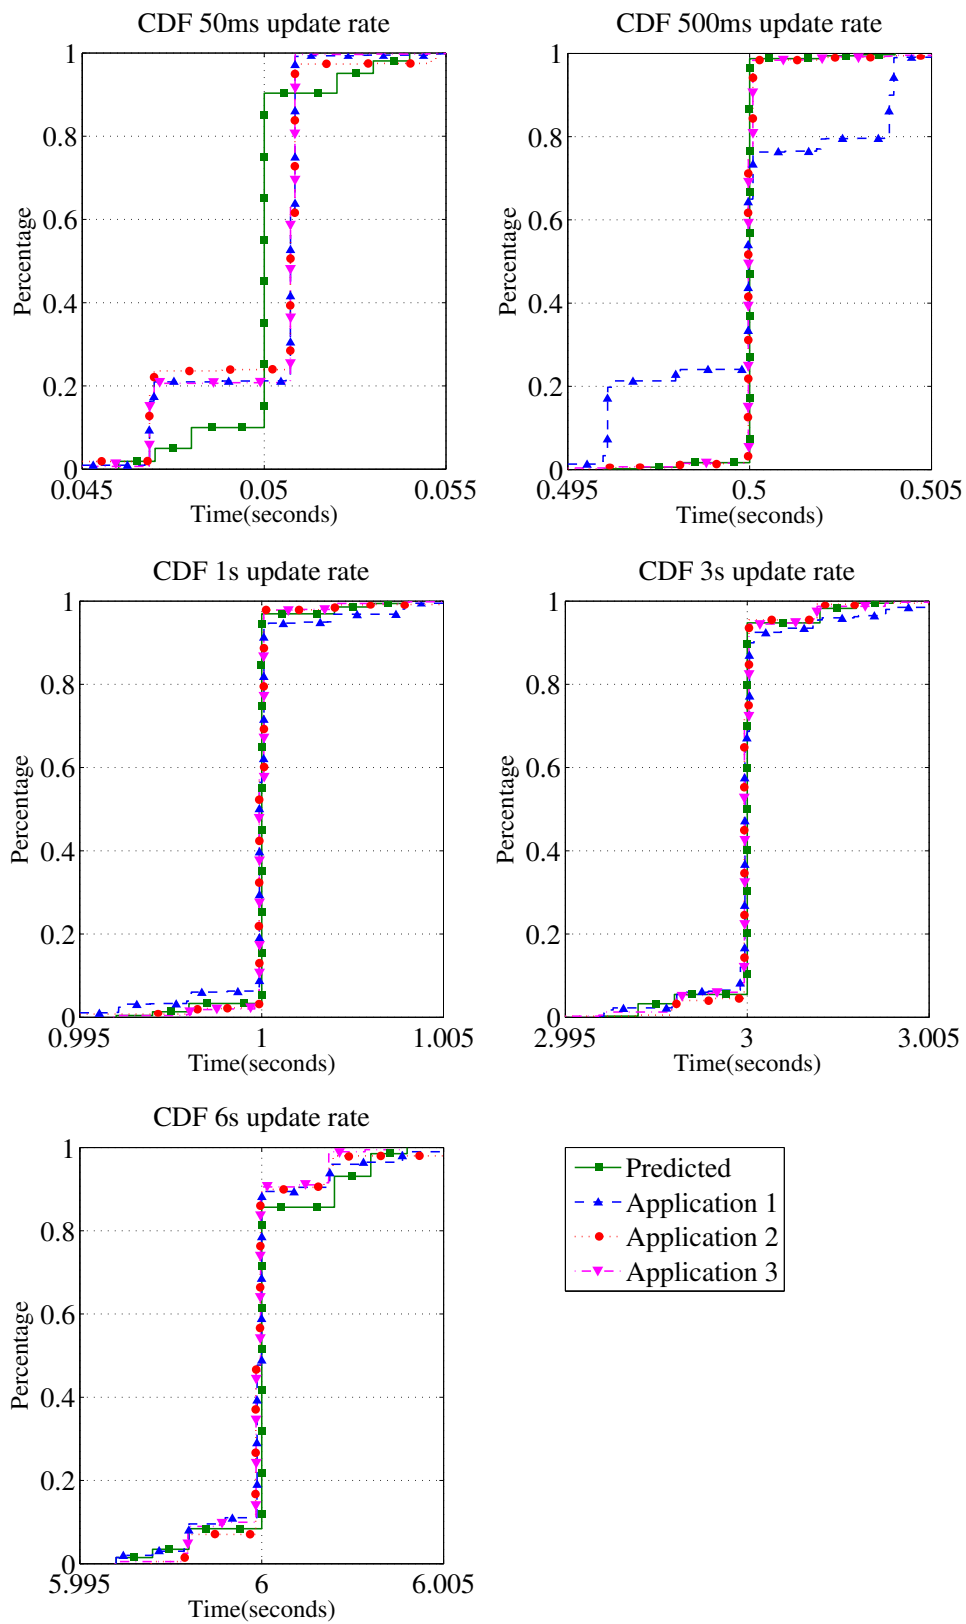 CDF 50ms update rate
1
0.8
0.6
0.4
0.2
0
Percentage
0.045
0.05
0.055
Time(seconds)
CDF 500ms update rate
1
0.8
0.6
0.4
0.2
0
Percentage
0.495
0.5
0.505
Time(seconds)
CDF 1s update rate
1
0.8
0.6
0.4
0.2
0
Percentage
0.995
1
1.005
Time(seconds)
CDF 3s update rate
1
0.8
0.6
0.4
0.2
0
Percentage
2.995
3
3.005
Time(seconds)
CDF 6s update rate
1
0.8
0.6
0.4
0.2
0
Percentage
5.995
6
6.005
Time(seconds)
Predicted
Application 1
Application 2
Application 3